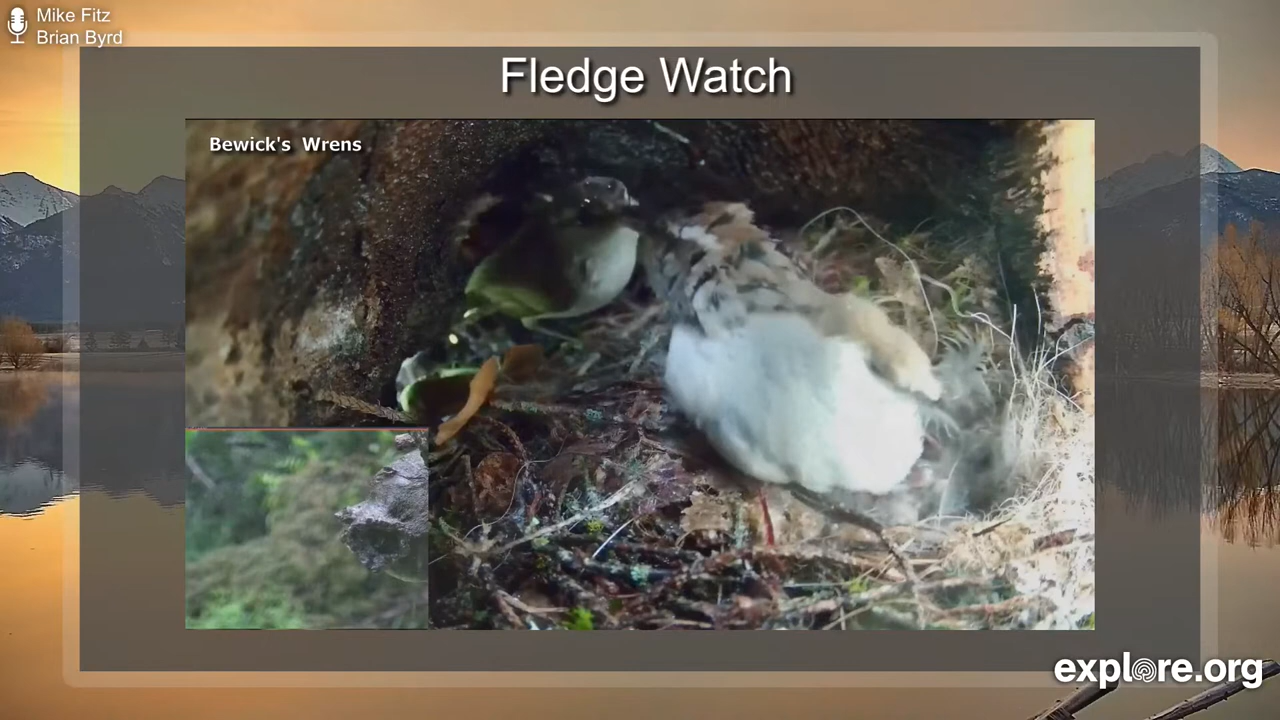 Mike Fitz
Brian Byrd
Fledge Watch
Bewick's Wrens
explore.org